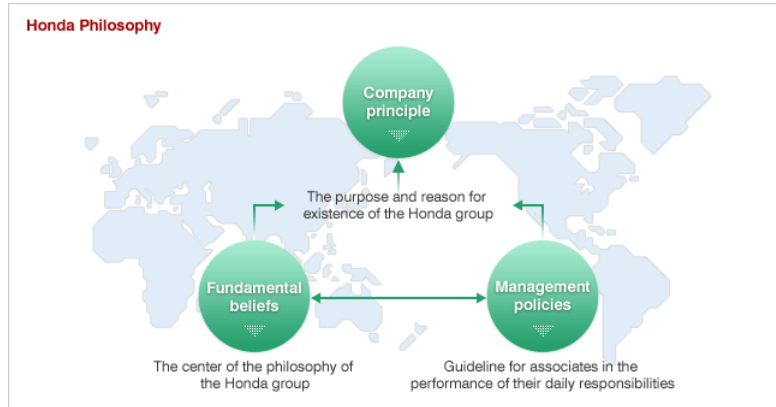 Honda Philosophy
Company
principle
The purpose and reason for
existence of the Honda group
Fundamental
beliefs
Management
policies
The center of the philosophy of
the Honda group
Guideline for associates in the
performance of their daily responsibilities